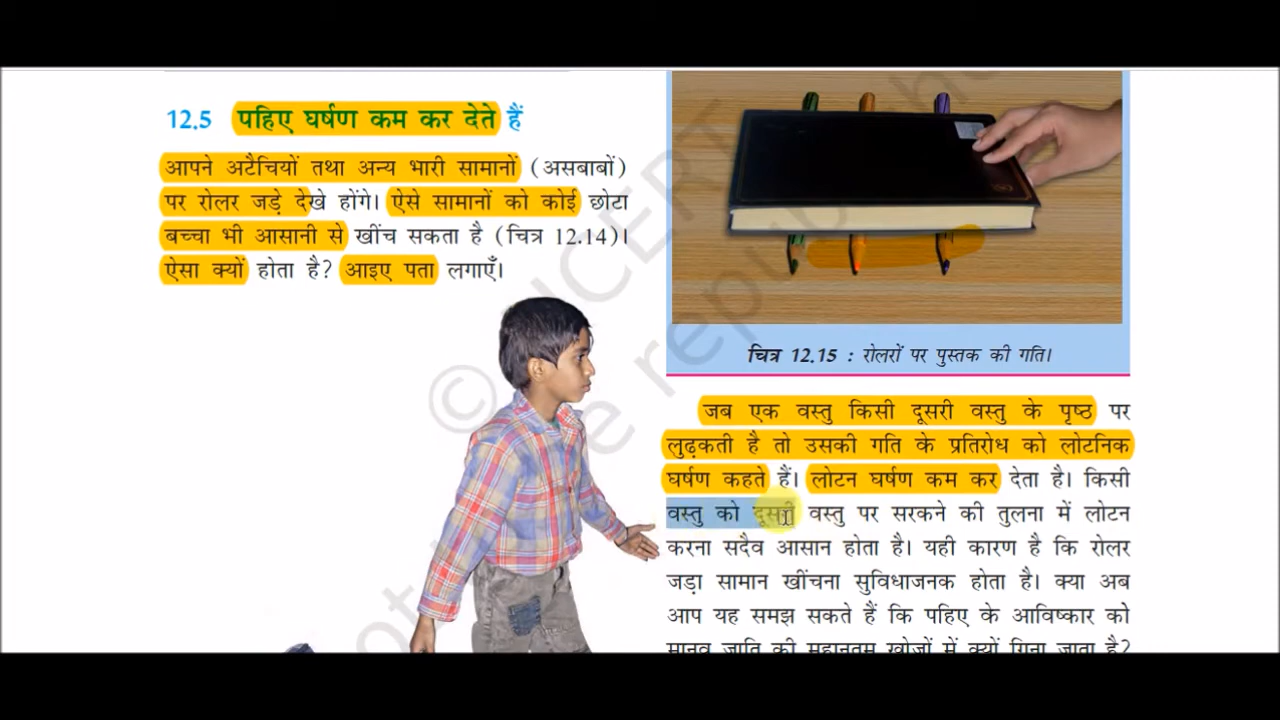 12.5 पहिए घर्षण कम कर देते हैं
आपने अटैचियों तथा अन्य भारी सामानों (असबाबों)
पर रोलर जड़े देखे होंगे। ऐसे सामानों को कोई छोटा
बच्चा भी आसानी से खींच सकता है (चित्र 12.14)।
ऐसा क्यों होता है? आइए पता लगाएँ।
चित्र 12.15 : रोलरों पर पुस्तक की गति।
जब एक वस्तु किसी दूसरी वस्तु के पृष्ठ पर
लुढ़कती है तो उसकी गति के प्रतिरोध को लोटनिक
घर्षण कहते हैं। लोटन घर्षण कम कर देता है। किसी
वस्तु को दूसरी वस्तु पर सरकने की तुलना में लोटन
करना सदैव आसान होता है। यही कारण है कि रोलर
जड़ा सामान खींचना सुविधाजनक होता है। क्या अब
आप यह समझ सकते हैं कि पहिए के आविष्कार को
मानव जाति की महानतम खोजों में क्यों गिना जाता है?